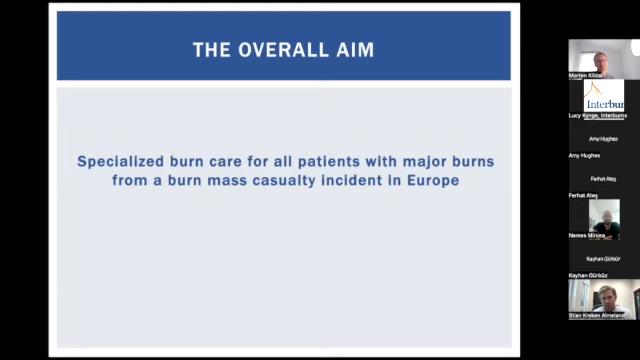 THE OVERALL AIM
Specialized burn care for all patients with major burns
from a burn mass casualty incident in Europe
Morten Kildal
Interbur
Lucy Kynge, Interburns
Amy Hughes
Amy Hughes
Ferhat Ateş
Ferhat Ateş
Nemes Mircea
Kayhan Gürbüz
Kayhan Gürbüz
Stian Kreken Almeland